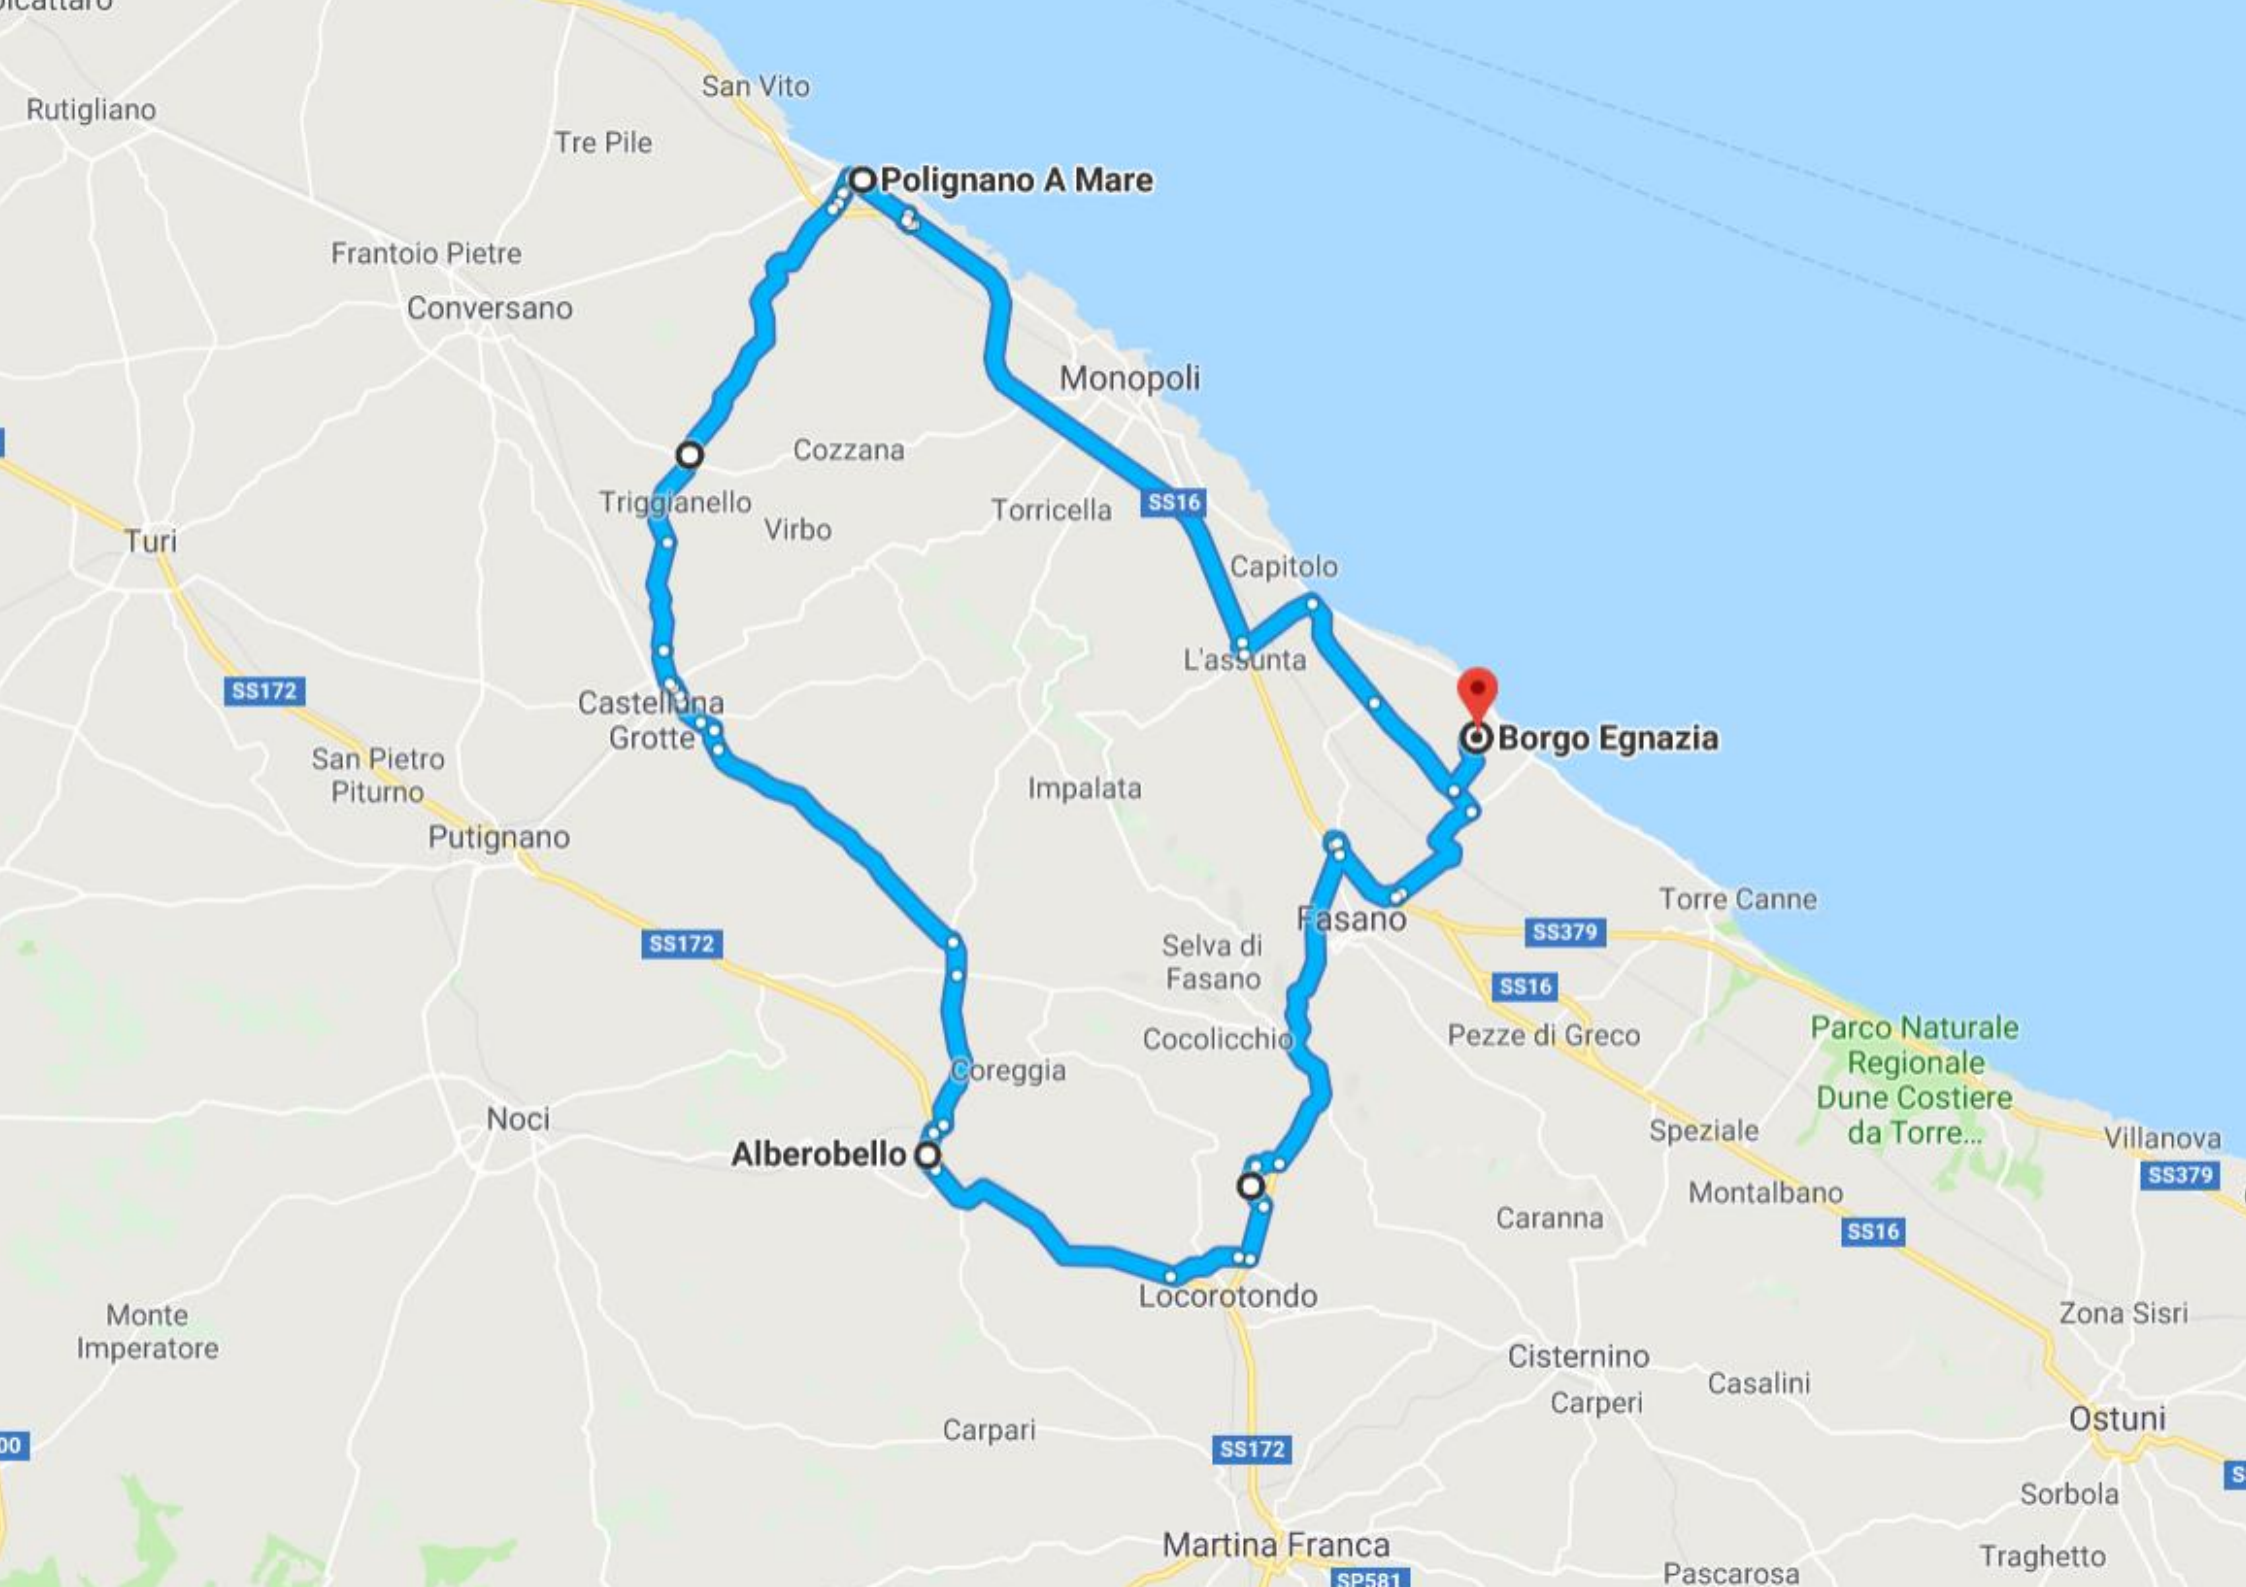 San Vito
Rutigliano
Tre Pile
Polignano A Mare
Frantoio Pietre
Conversano
Monopoli
Cozzana
Triggianello
Virbo
Torricella
SS16
Turi
Capitolo
L'assunta
SS172
Castellana
Grotte
Borgo Egnazia
San Pietro
Piturno
Impalata
Putignano
Torre Canne
Fasano
SS379
SS172
Selva di
Fasano
SS16
Cocolicchio
Pezze di Greco
Parco Naturale
Regionale
Dune Costiere
da Torre...
Coreggia
Noci
Speziale
Villanova
SS379
Alberobello
Montalbano
Caranna
SS16
Locorotondo
Monte
Imperatore
Zona Sisri
Cisternino
Casalini
Carperi
Ostuni
Carpari
SS172
Sorbola
Martina Franca
Traghetto
Pascarosa
SP581